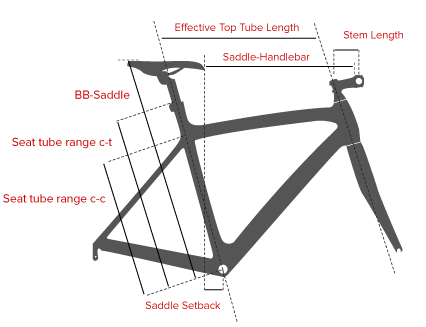 Effective Top Tube Length
Stem Length
Saddle-Handlebar
BB-Saddle
Seat tube range c-t
Seat tube range c-c
Saddle Setback